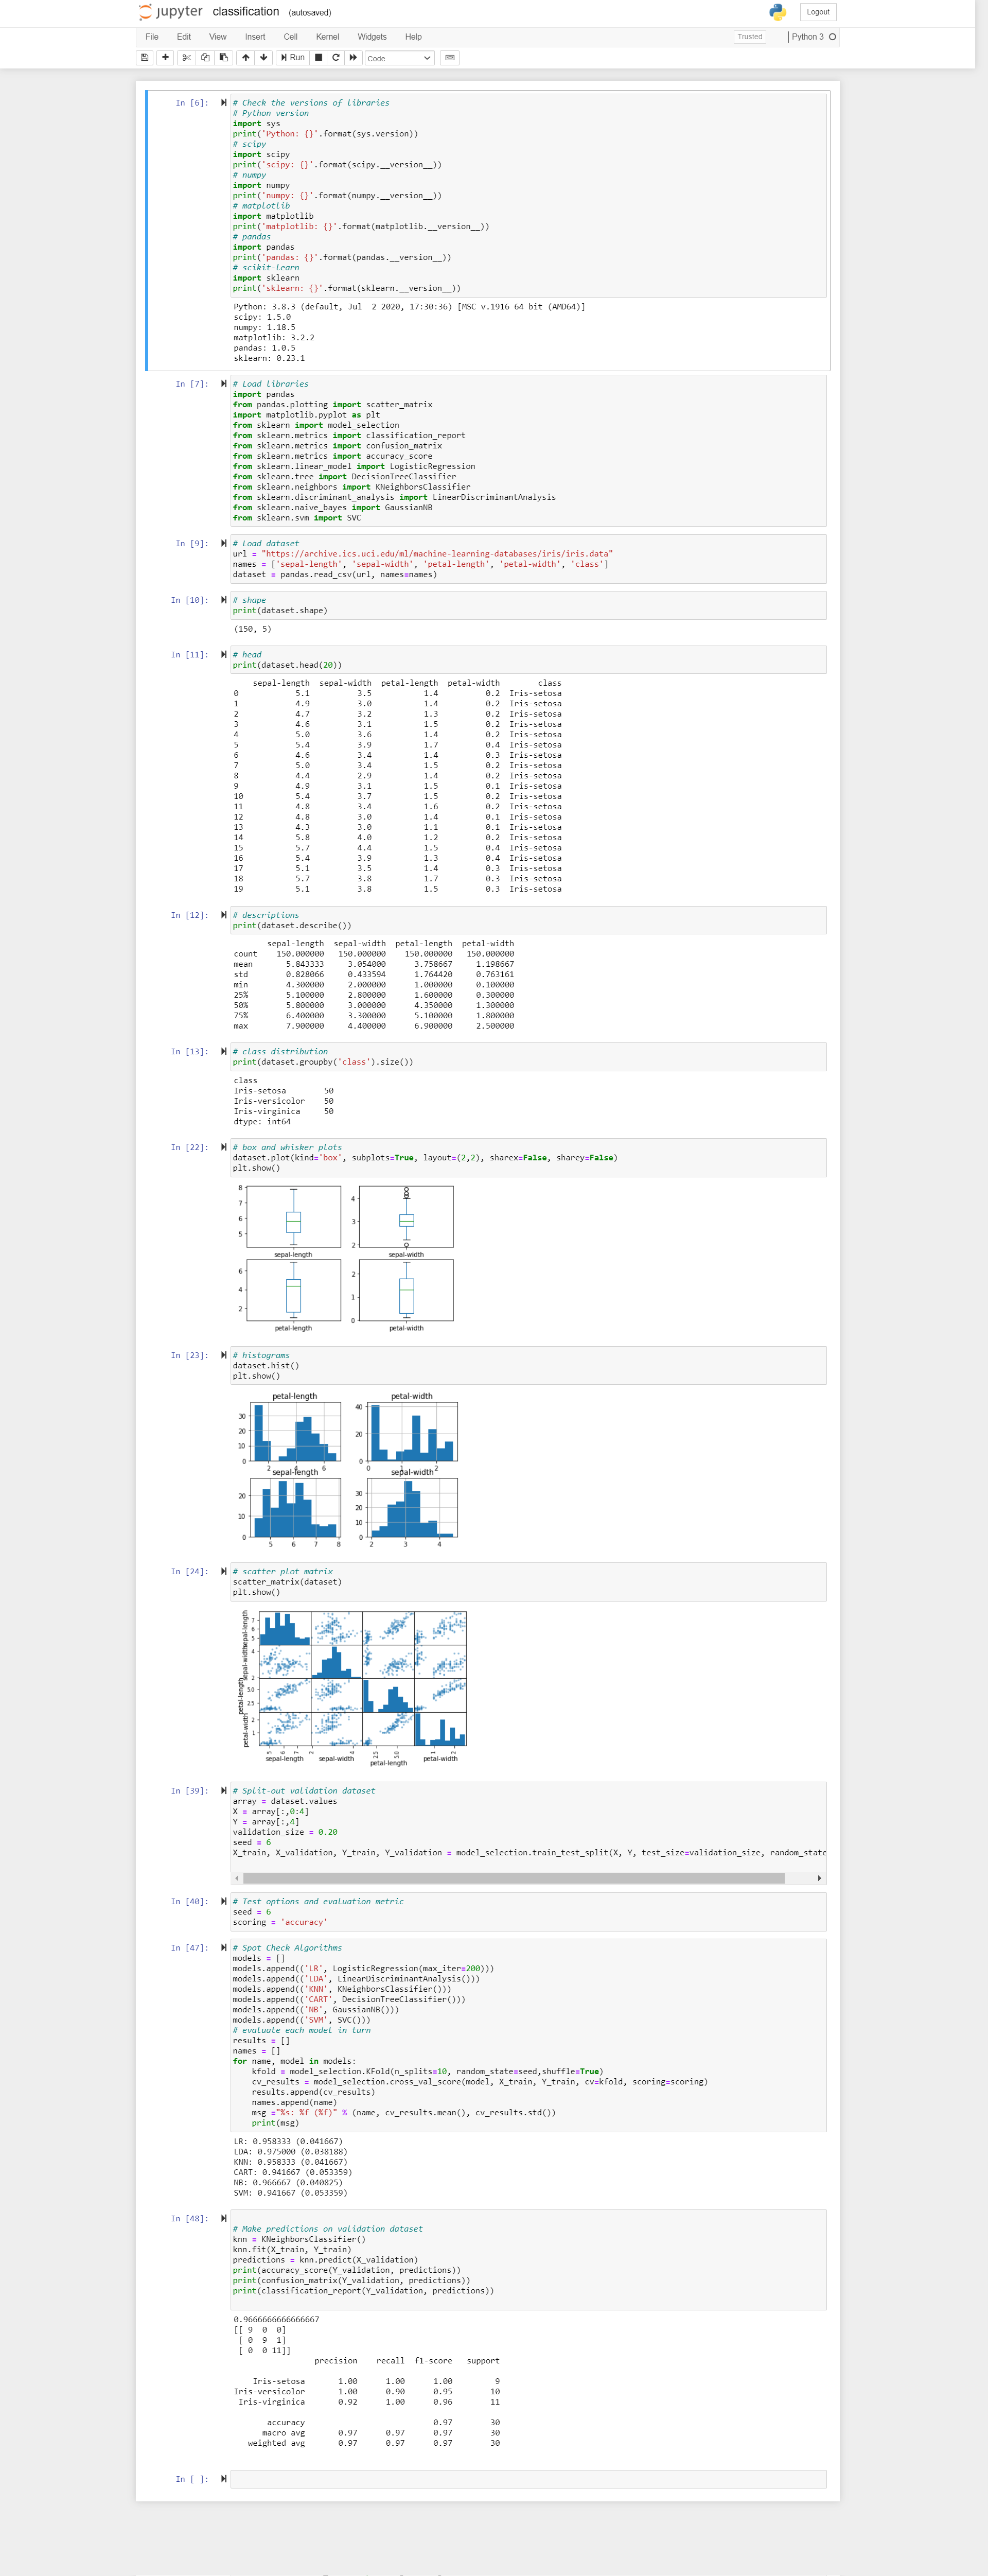 jupyter classification (autosaved)
Logout
File Edit View Insert Cell Kernel Widgets Help
Trusted
Python 3
Run
Code
In [6]:
# Check the versions of libraries
# Python version
import sys
print('Python: {}'.format(sys.version))
# scipy
import scipy
print('scipy: {}'.format(scipy.__version__))
# numpy
import numpy
print('numpy: {}'.format(numpy.__version__))
# matplotlib
import matplotlib
print('matplotlib: {}'.format(matplotlib.__version__))
# pandas
import pandas
print('pandas: {}'.format(pandas.__version__))
# scikit-learn
import sklearn
print('sklearn: {}'.format(sklearn.__version__))
Python: 3.8.3 (default, Jul  2 2020, 17:30:36) [MSC v.1916 64 bit (AMD64)]
scipy: 1.5.0
numpy: 1.18.5
matplotlib: 3.2.2
pandas: 1.0.5
sklearn: 0.23.1
In [7]:
# Load libraries
import pandas
from pandas.plotting import scatter_matrix
import matplotlib.pyplot as plt
from sklearn import model_selection
from sklearn.metrics import classification_report
from sklearn.metrics import confusion_matrix
from sklearn.metrics import accuracy_score
from sklearn.linear_model import LogisticRegression
from sklearn.tree import DecisionTreeClassifier
from sklearn.neighbors import KNeighborsClassifier
from sklearn.discriminant_analysis import LinearDiscriminantAnalysis
from sklearn.naive_bayes import GaussianNB
from sklearn.svm import SVC
In [9]:
# Load dataset
url = "https://archive.ics.uci.edu/ml/machine-learning-databases/iris/iris.data"
names = ['sepal-length', 'sepal-width', 'petal-length', 'petal-width', 'class']
dataset = pandas.read_csv(url, names=names)
In [10]:
# shape
print(dataset.shape)
(150, 5)
In [11]:
# head
print(dataset.head(20))
sepal-length  sepal-width  petal-length  petal-width        class
0            5.1          3.5           1.4          0.2  Iris-setosa
1            4.9          3.0           1.4          0.2  Iris-setosa
2            4.7          3.2           1.3          0.2  Iris-setosa
3            4.6          3.1           1.5          0.2  Iris-setosa
4            5.0          3.6           1.4          0.2  Iris-setosa
5            5.4          3.9           1.7          0.4  Iris-setosa
6            4.6          3.4           1.4          0.3  Iris-setosa
7            5.0          3.4           1.5          0.2  Iris-setosa
8            4.4          2.9           1.4          0.2  Iris-setosa
9            4.9          3.1           1.5          0.1  Iris-setosa
10           5.4          3.7           1.5          0.2  Iris-setosa
11           4.8          3.4           1.6          0.2  Iris-setosa
12           4.8          3.0           1.4          0.1  Iris-setosa
13           4.3          3.0           1.1          0.1  Iris-setosa
14           5.8          4.0           1.2          0.2  Iris-setosa
15           5.7          4.4           1.5          0.4  Iris-setosa
16           5.4          3.9           1.3          0.4  Iris-setosa
17           5.1          3.5           1.4          0.3  Iris-setosa
18           5.7          3.8           1.7          0.3  Iris-setosa
19           5.1          3.8           1.5          0.3  Iris-setosa
In [12]:
# descriptions
print(dataset.describe())
sepal-length  sepal-width  petal-length  petal-width
count    150.000000   150.000000    150.000000   150.000000
mean       5.843333     3.054000      3.758667     1.198667
std        0.828066     0.433594      1.764420     0.763161
min        4.300000     2.000000      1.000000     0.100000
25%        5.100000     2.800000      1.600000     0.300000
50%        5.800000     3.000000      4.350000     1.300000
75%        6.400000     3.300000      5.100000     1.800000
max        7.900000     4.400000      6.900000     2.500000
In [13]:
# class distribution
print(dataset.groupby('class').size())
class
Iris-setosa        50
Iris-versicolor    50
Iris-virginica     50
dtype: int64
In [22]:
# box and whisker plots
dataset.plot(kind='box', subplots=True, layout=(2,2), sharex=False, sharey=False)
plt.show()
8 7 6 5
sepal-length
4 3 2
sepal-width
6 4 2
petal-length
2 1 0
petal-width
In [23]:
# histograms
dataset.hist()
plt.show()
petal-length
30 20 10 0
2 4 6
petal-width
40 20 0
0 1 2
sepal-length
20 10 0
5 6 7 8
sepal-width
30 20 10 0
2 3 4
In [24]:
# scatter plot matrix
scatter_matrix(dataset)
plt.show()
sepal-length
7 6 5
sepal-width
4 2
petal-length
5.0 2.5
petal-width
2 1
5 6 7 2 4 2.5 5.0 1 2
sepal-length sepal-width petal-length petal-width
In [39]:
# Split-out validation dataset
array = dataset.values
X = array[:,0:4]
Y = array[:,4]
validation_size = 0.20
seed = 6
X_train, X_validation, Y_train, Y_validation = model_selection.train_test_split(X, Y, test_size=validation_size, random_state
In [40]:
# Test options and evaluation metric
seed = 6
scoring = 'accuracy'
In [47]:
# Spot Check Algorithms
models = []
models.append(('LR', LogisticRegression(max_iter=200)))
models.append(('LDA', LinearDiscriminantAnalysis()))
models.append(('KNN', KNeighborsClassifier()))
models.append(('CART', DecisionTreeClassifier()))
models.append(('NB', GaussianNB()))
models.append(('SVM', SVC()))
# evaluate each model in turn
results = []
names = []
for name, model in models:
    kfold = model_selection.KFold(n_splits=10, random_state=seed,shuffle=True)
    cv_results = model_selection.cross_val_score(model, X_train, Y_train, cv=kfold, scoring=scoring)
    results.append(cv_results)
    names.append(name)
    msg ="%s: %f (%f)" % (name, cv_results.mean(), cv_results.std())
    print(msg)
LR: 0.958333 (0.041667)
LDA: 0.975000 (0.038188)
KNN: 0.958333 (0.041667)
CART: 0.941667 (0.053359)
NB: 0.966667 (0.040825)
SVM: 0.941667 (0.053359)
In [48]:
# Make predictions on validation dataset
knn = KNeighborsClassifier()
knn.fit(X_train, Y_train)
predictions = knn.predict(X_validation)
print(accuracy_score(Y_validation, predictions))
print(confusion_matrix(Y_validation, predictions))
print(classification_report(Y_validation, predictions))
0.9666666666666667
[[ 9  0  0]
 [ 0  9  1]
 [ 0  0 11]]
precision    recall  f1-score   support
Iris-setosa       1.00      1.00      1.00         9
Iris-versicolor       1.00      0.90      0.95        10
Iris-virginica       0.92      1.00      0.96        11
accuracy                           0.97        30
macro avg       0.97      0.97      0.97        30
weighted avg       0.97      0.97      0.97        30
In [ ]: